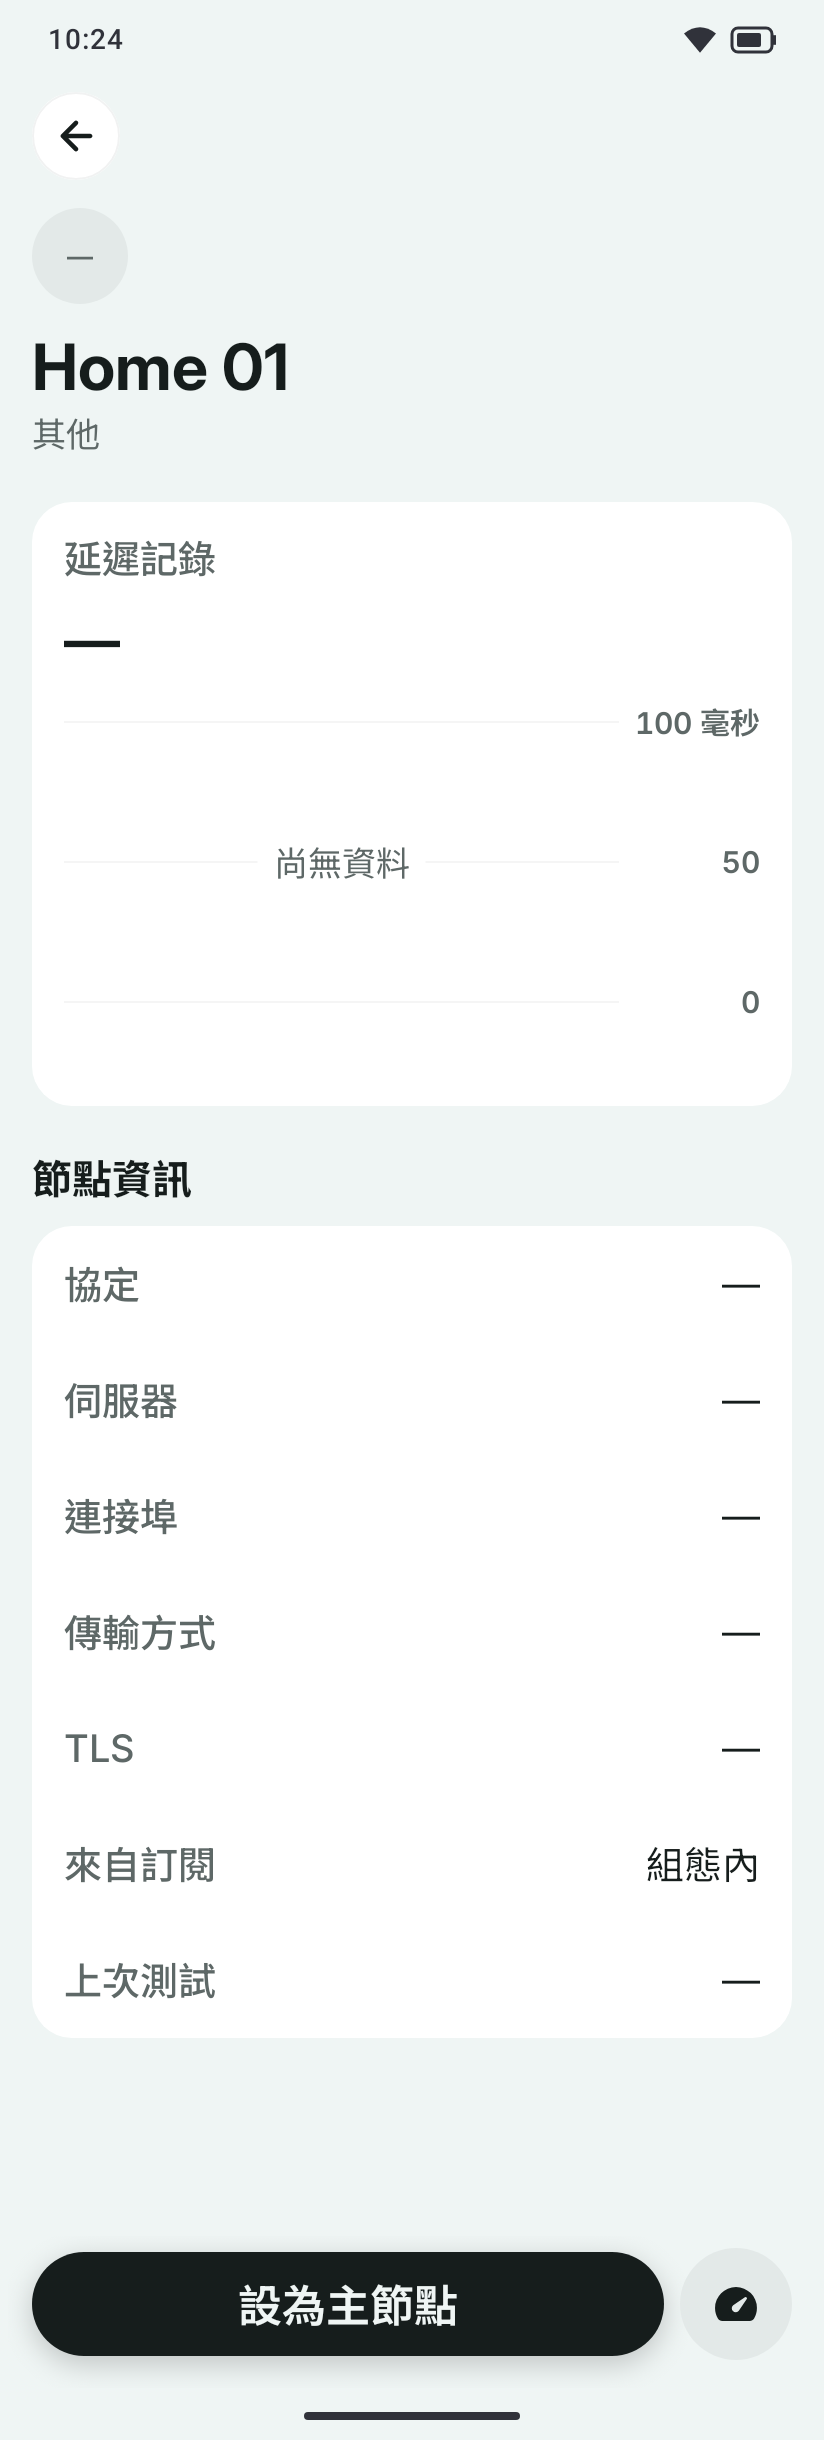 10:24
—
Home 01
其他
延遲記錄
—
100 毫秒
尚無資料
50
0
節點資訊
協定 —
伺服器 —
連接埠 —
傳輸方式 —
TLS —
來自訂閱 組態內
上次測試 —
設為主節點